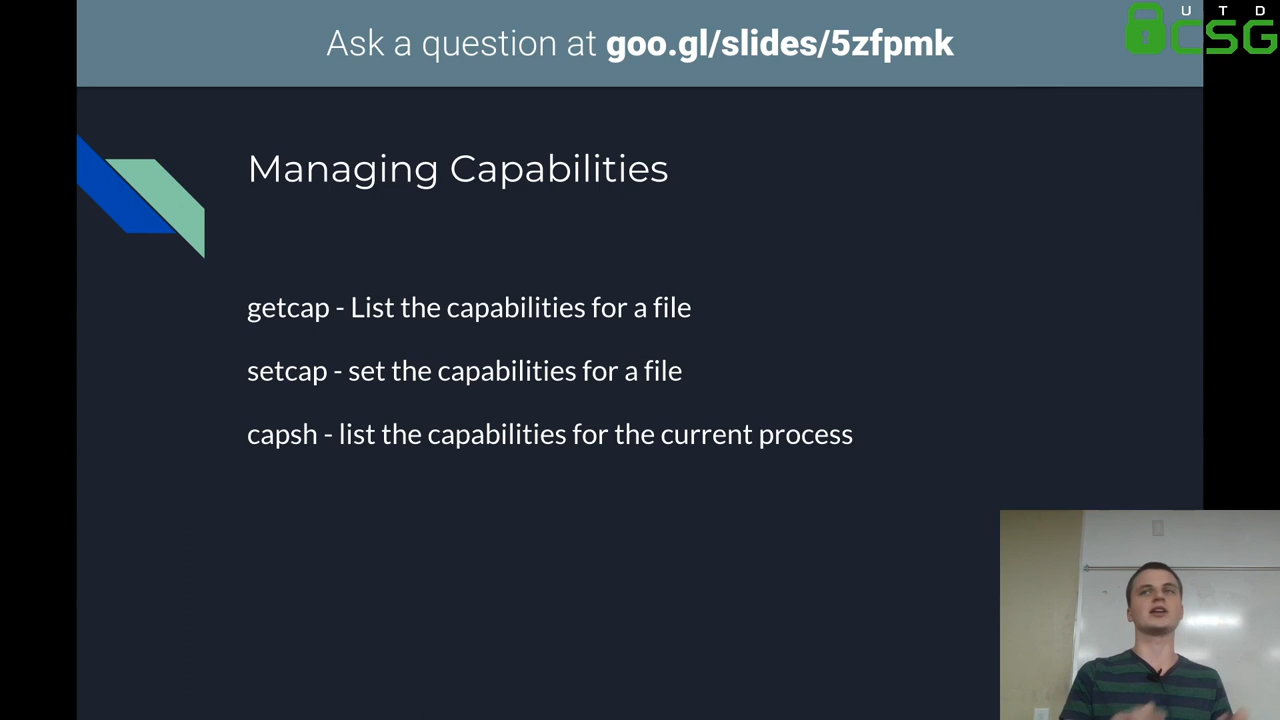 Ask a question at goo.gl/slides/5zfpmk
UTD
CSG
Managing Capabilities
getcap - List the capabilities for a file
setcap - set the capabilities for a file
capsh - list the capabilities for the current process